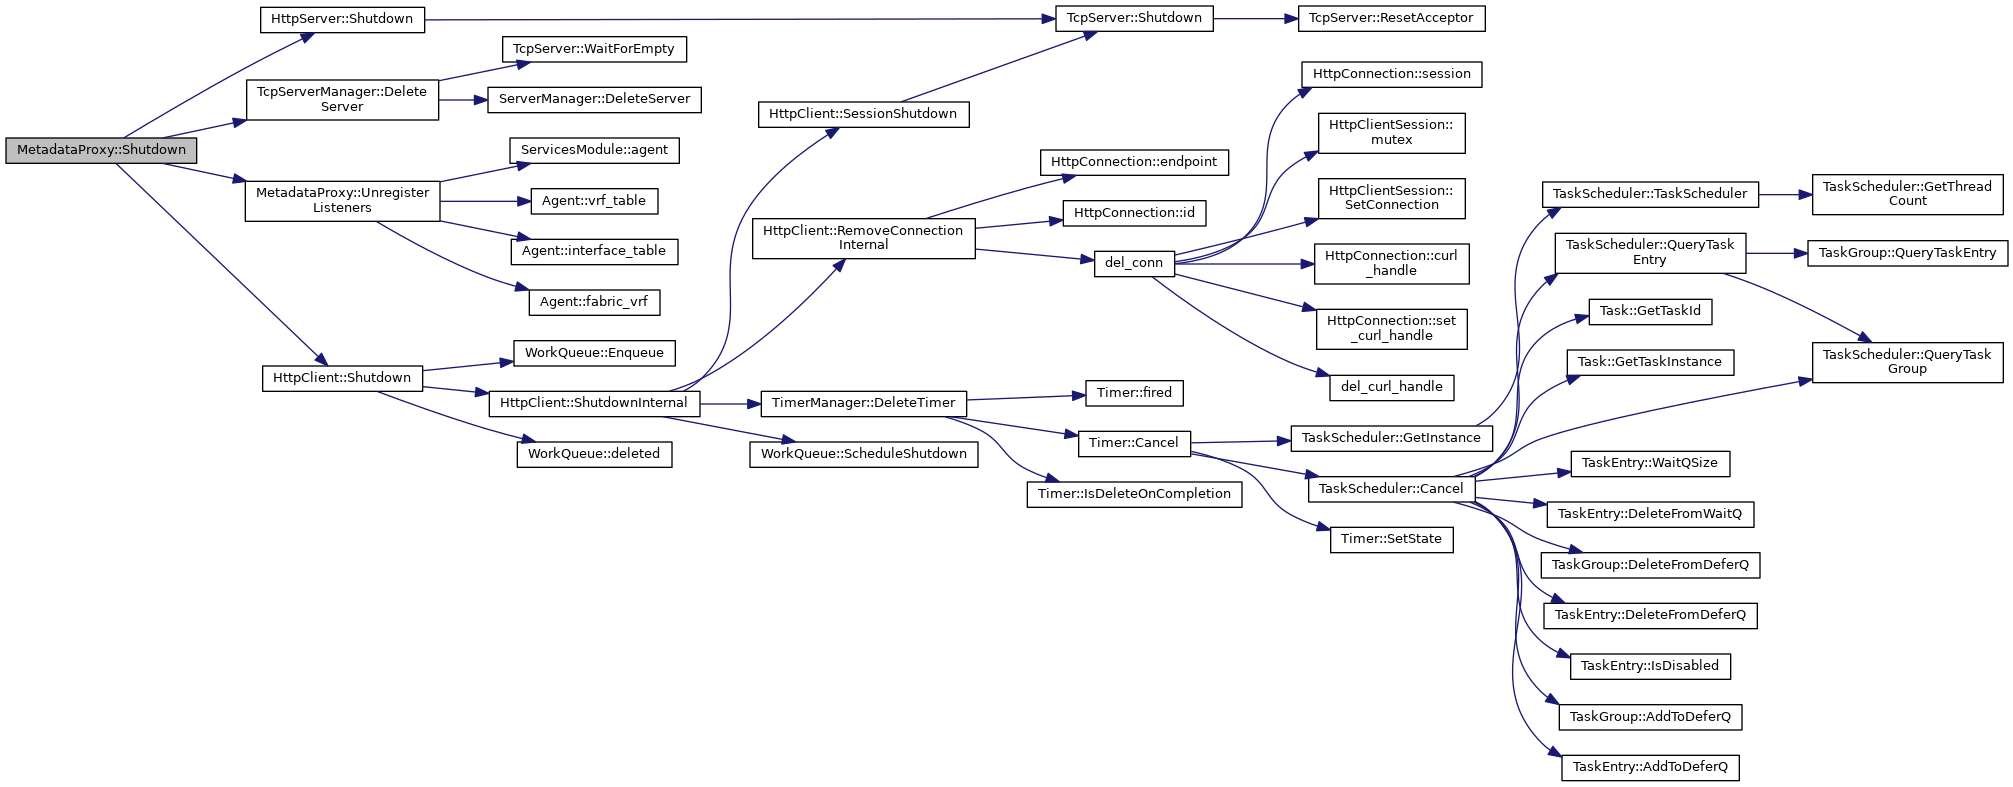 MetadataProxy::Shutdown
HttpServer::Shutdown
TcpServerManager::Delete
Server
MetadataProxy::Unregister
Listeners
HttpClient::Shutdown
TcpServer::WaitForEmpty
ServerManager::DeleteServer
ServicesModule::agent
Agent::vrf_table
Agent::interface_table
Agent::fabric_vrf
WorkQueue::Enqueue
HttpClient::ShutdownInternal
WorkQueue::deleted
HttpClient::SessionShutdown
HttpClient::RemoveConnection
Internal
TimerManager::DeleteTimer
WorkQueue::ScheduleShutdown
TcpServer::Shutdown
HttpConnection::endpoint
HttpConnection::id
del_conn
Timer::fired
Timer::Cancel
Timer::IsDeleteOnCompletion
TcpServer::ResetAcceptor
HttpConnection::session
HttpClientSession::
mutex
HttpClientSession::
SetConnection
HttpConnection::curl
_handle
HttpConnection::set
_curl_handle
del_curl_handle
TaskScheduler::GetInstance
TaskScheduler::Cancel
Timer::SetState
TaskScheduler::TaskScheduler
TaskScheduler::QueryTask
Entry
Task::GetTaskId
Task::GetTaskInstance
TaskEntry::WaitQSize
TaskEntry::DeleteFromWaitQ
TaskGroup::DeleteFromDeferQ
TaskEntry::DeleteFromDeferQ
TaskEntry::IsDisabled
TaskGroup::AddToDeferQ
TaskEntry::AddToDeferQ
TaskScheduler::GetThread
Count
TaskGroup::QueryTaskEntry
TaskScheduler::QueryTask
Group